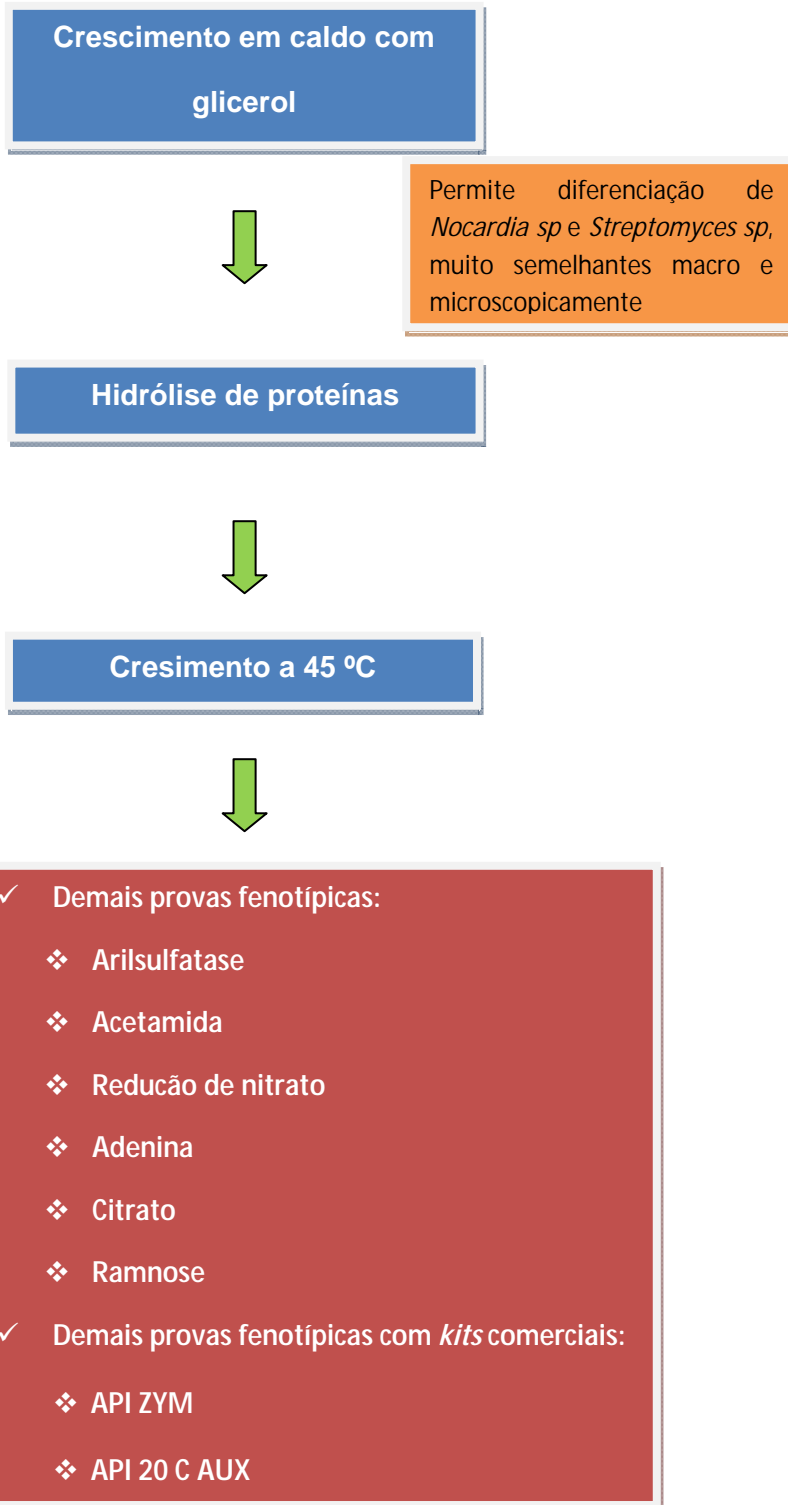 Crescimento em caldo com
glicerol
Permite diferenciação de
Nocardia sp e Streptomyces sp,
muito semelhantes macro e
microscopicamente
Hidrólise de proteínas
Cresimento a 45 ºC
✓ Demais provas fenotípicas:
❖ Arilsulfatase
❖ Acetamida
❖ Reducão de nitrato
❖ Adenina
❖ Citrato
❖ Ramnose
✓ Demais provas fenotípicas com kits comerciais:
❖ API ZYM
❖ API 20 C AUX